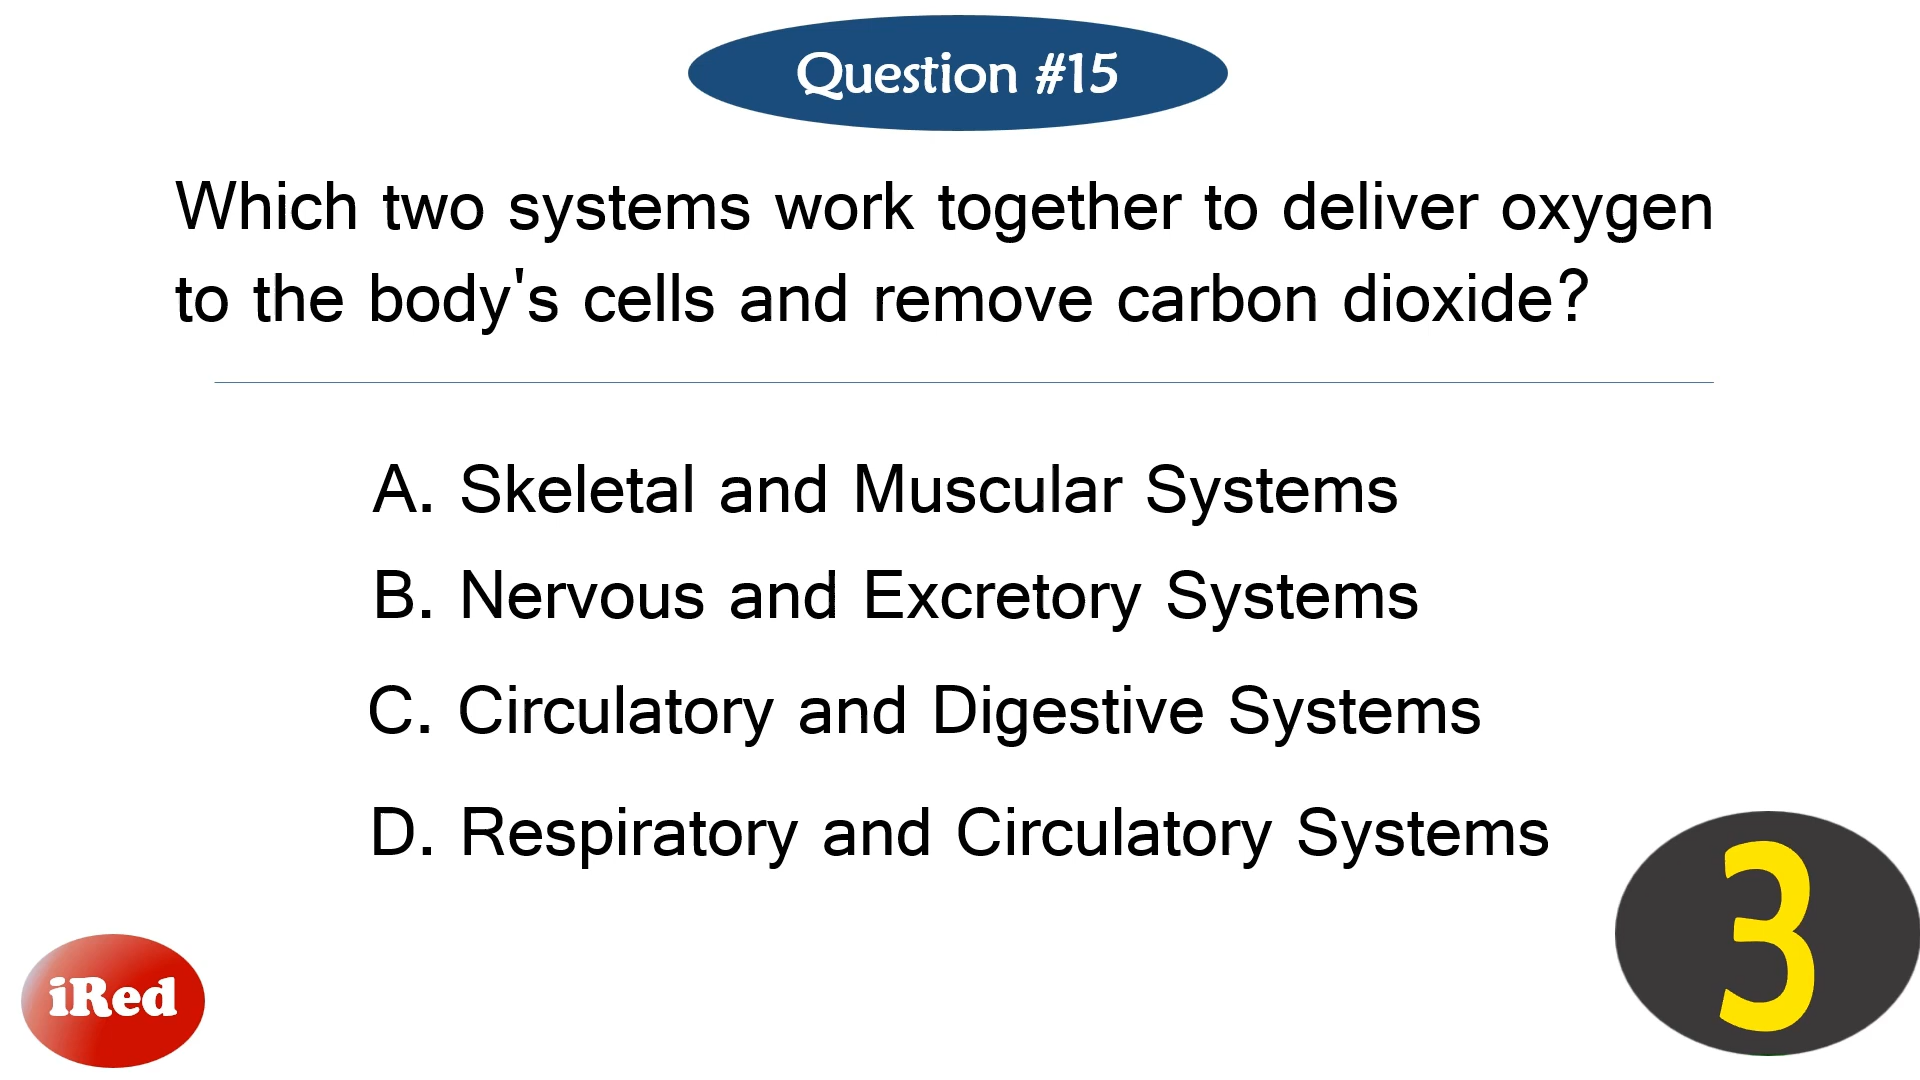 Question #15
Which two systems work together to deliver oxygen
to the body's cells and remove carbon dioxide?
A. Skeletal and Muscular Systems
B. Nervous and Excretory Systems
C. Circulatory and Digestive Systems
D. Respiratory and Circulatory Systems
3
iRed